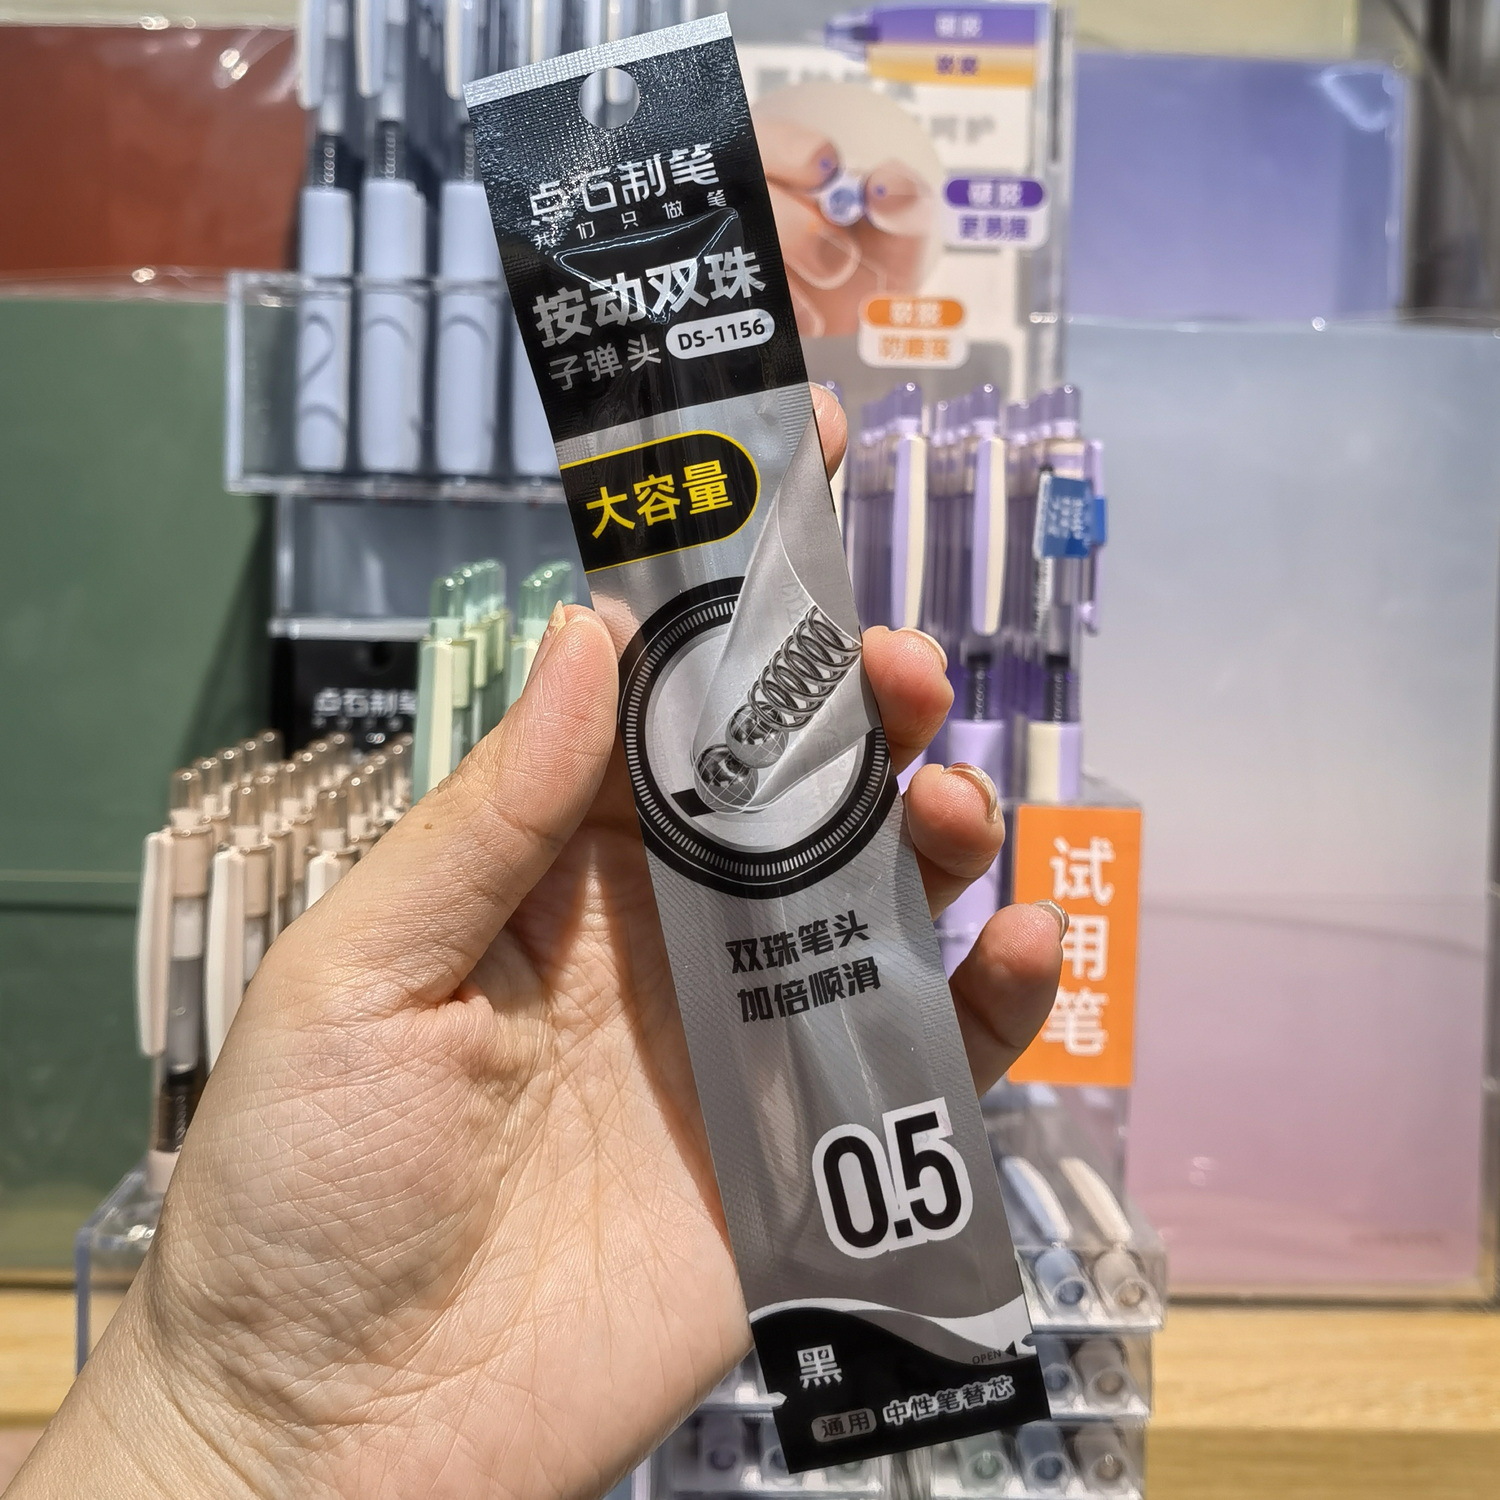 点石制笔
我们只做笔
按动双珠
子弹头 DS-1156
大容量
双珠笔头
加倍顺滑
0.5
黑
OPEN
通用 中性笔替芯
点石制笔
试用笔